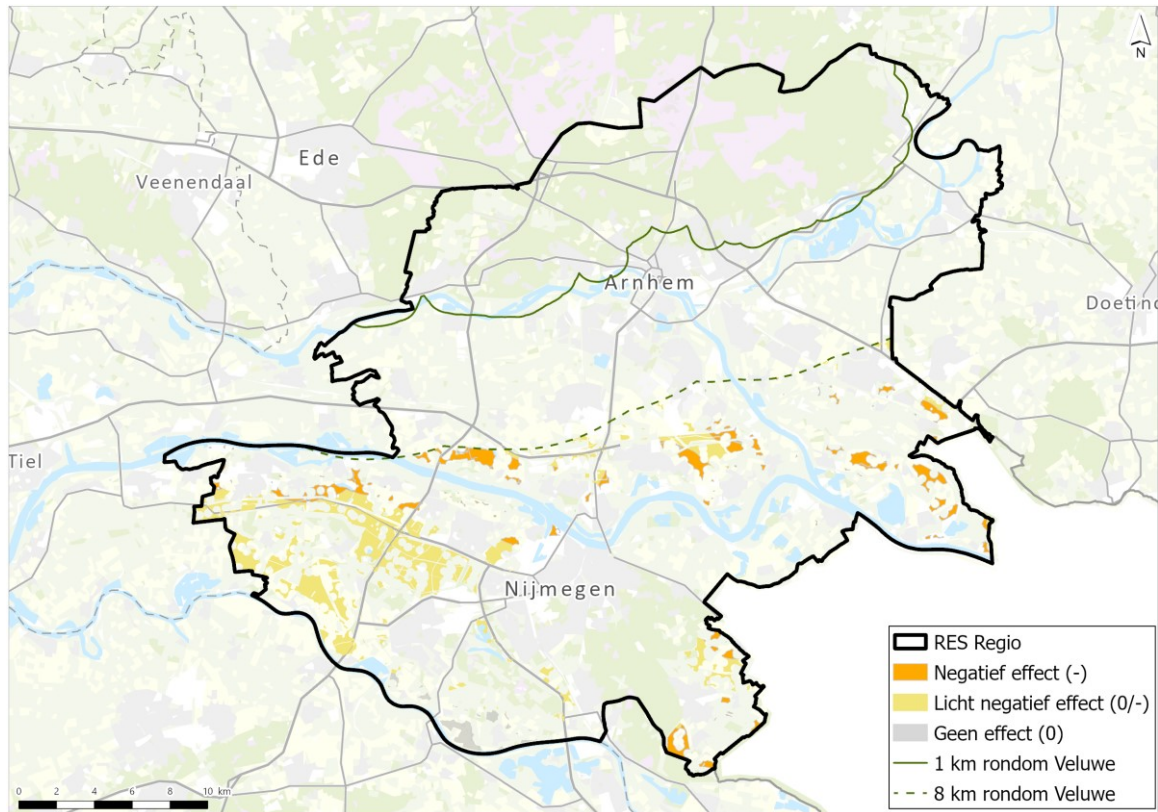 N
Ede
Veenendaal
Arnhem
Doetinc
Tiel
Nijmegen
RES Regio
Negatief effect (-)
Licht negatief effect (0/-)
Geen effect (0)
1 km rondom Veluwe
8 km rondom Veluwe
0 2 4 6 8 10 km